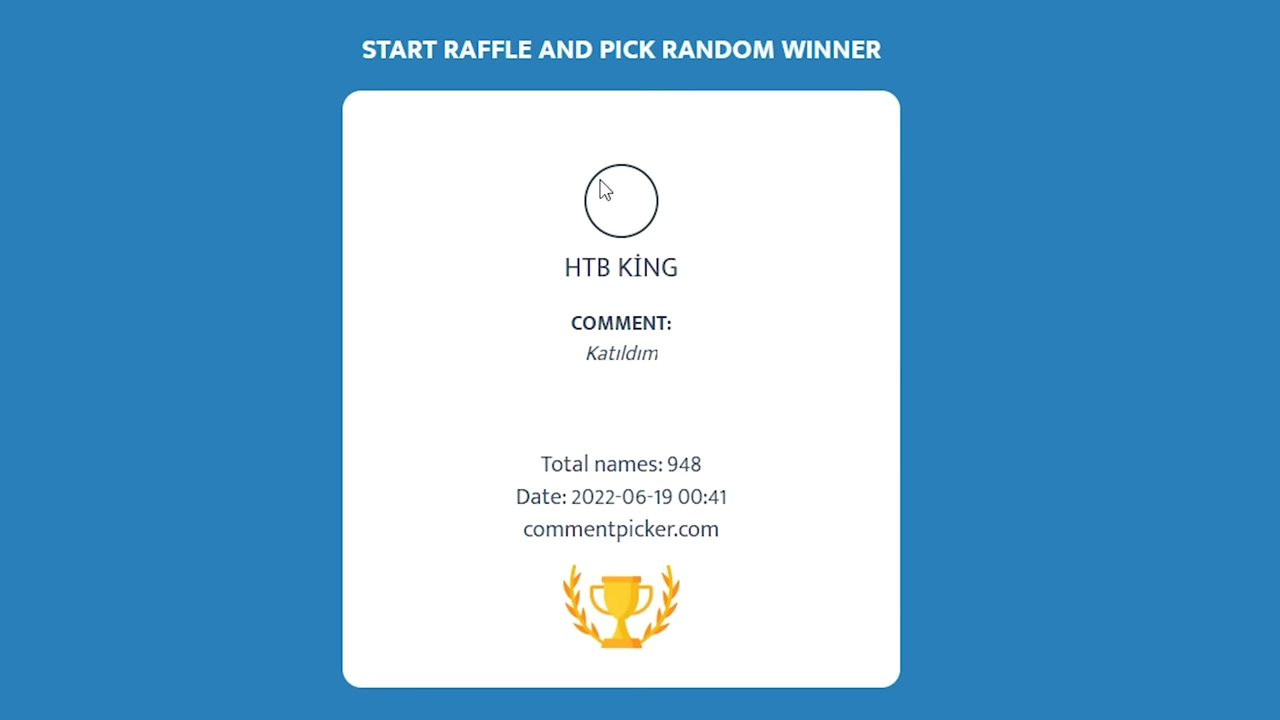 START RAFFLE AND PICK RANDOM WINNER
HTB KİNG
COMMENT:
Katıldım
Total names: 948
Date: 2022-06-19 00:41
commentpicker.com